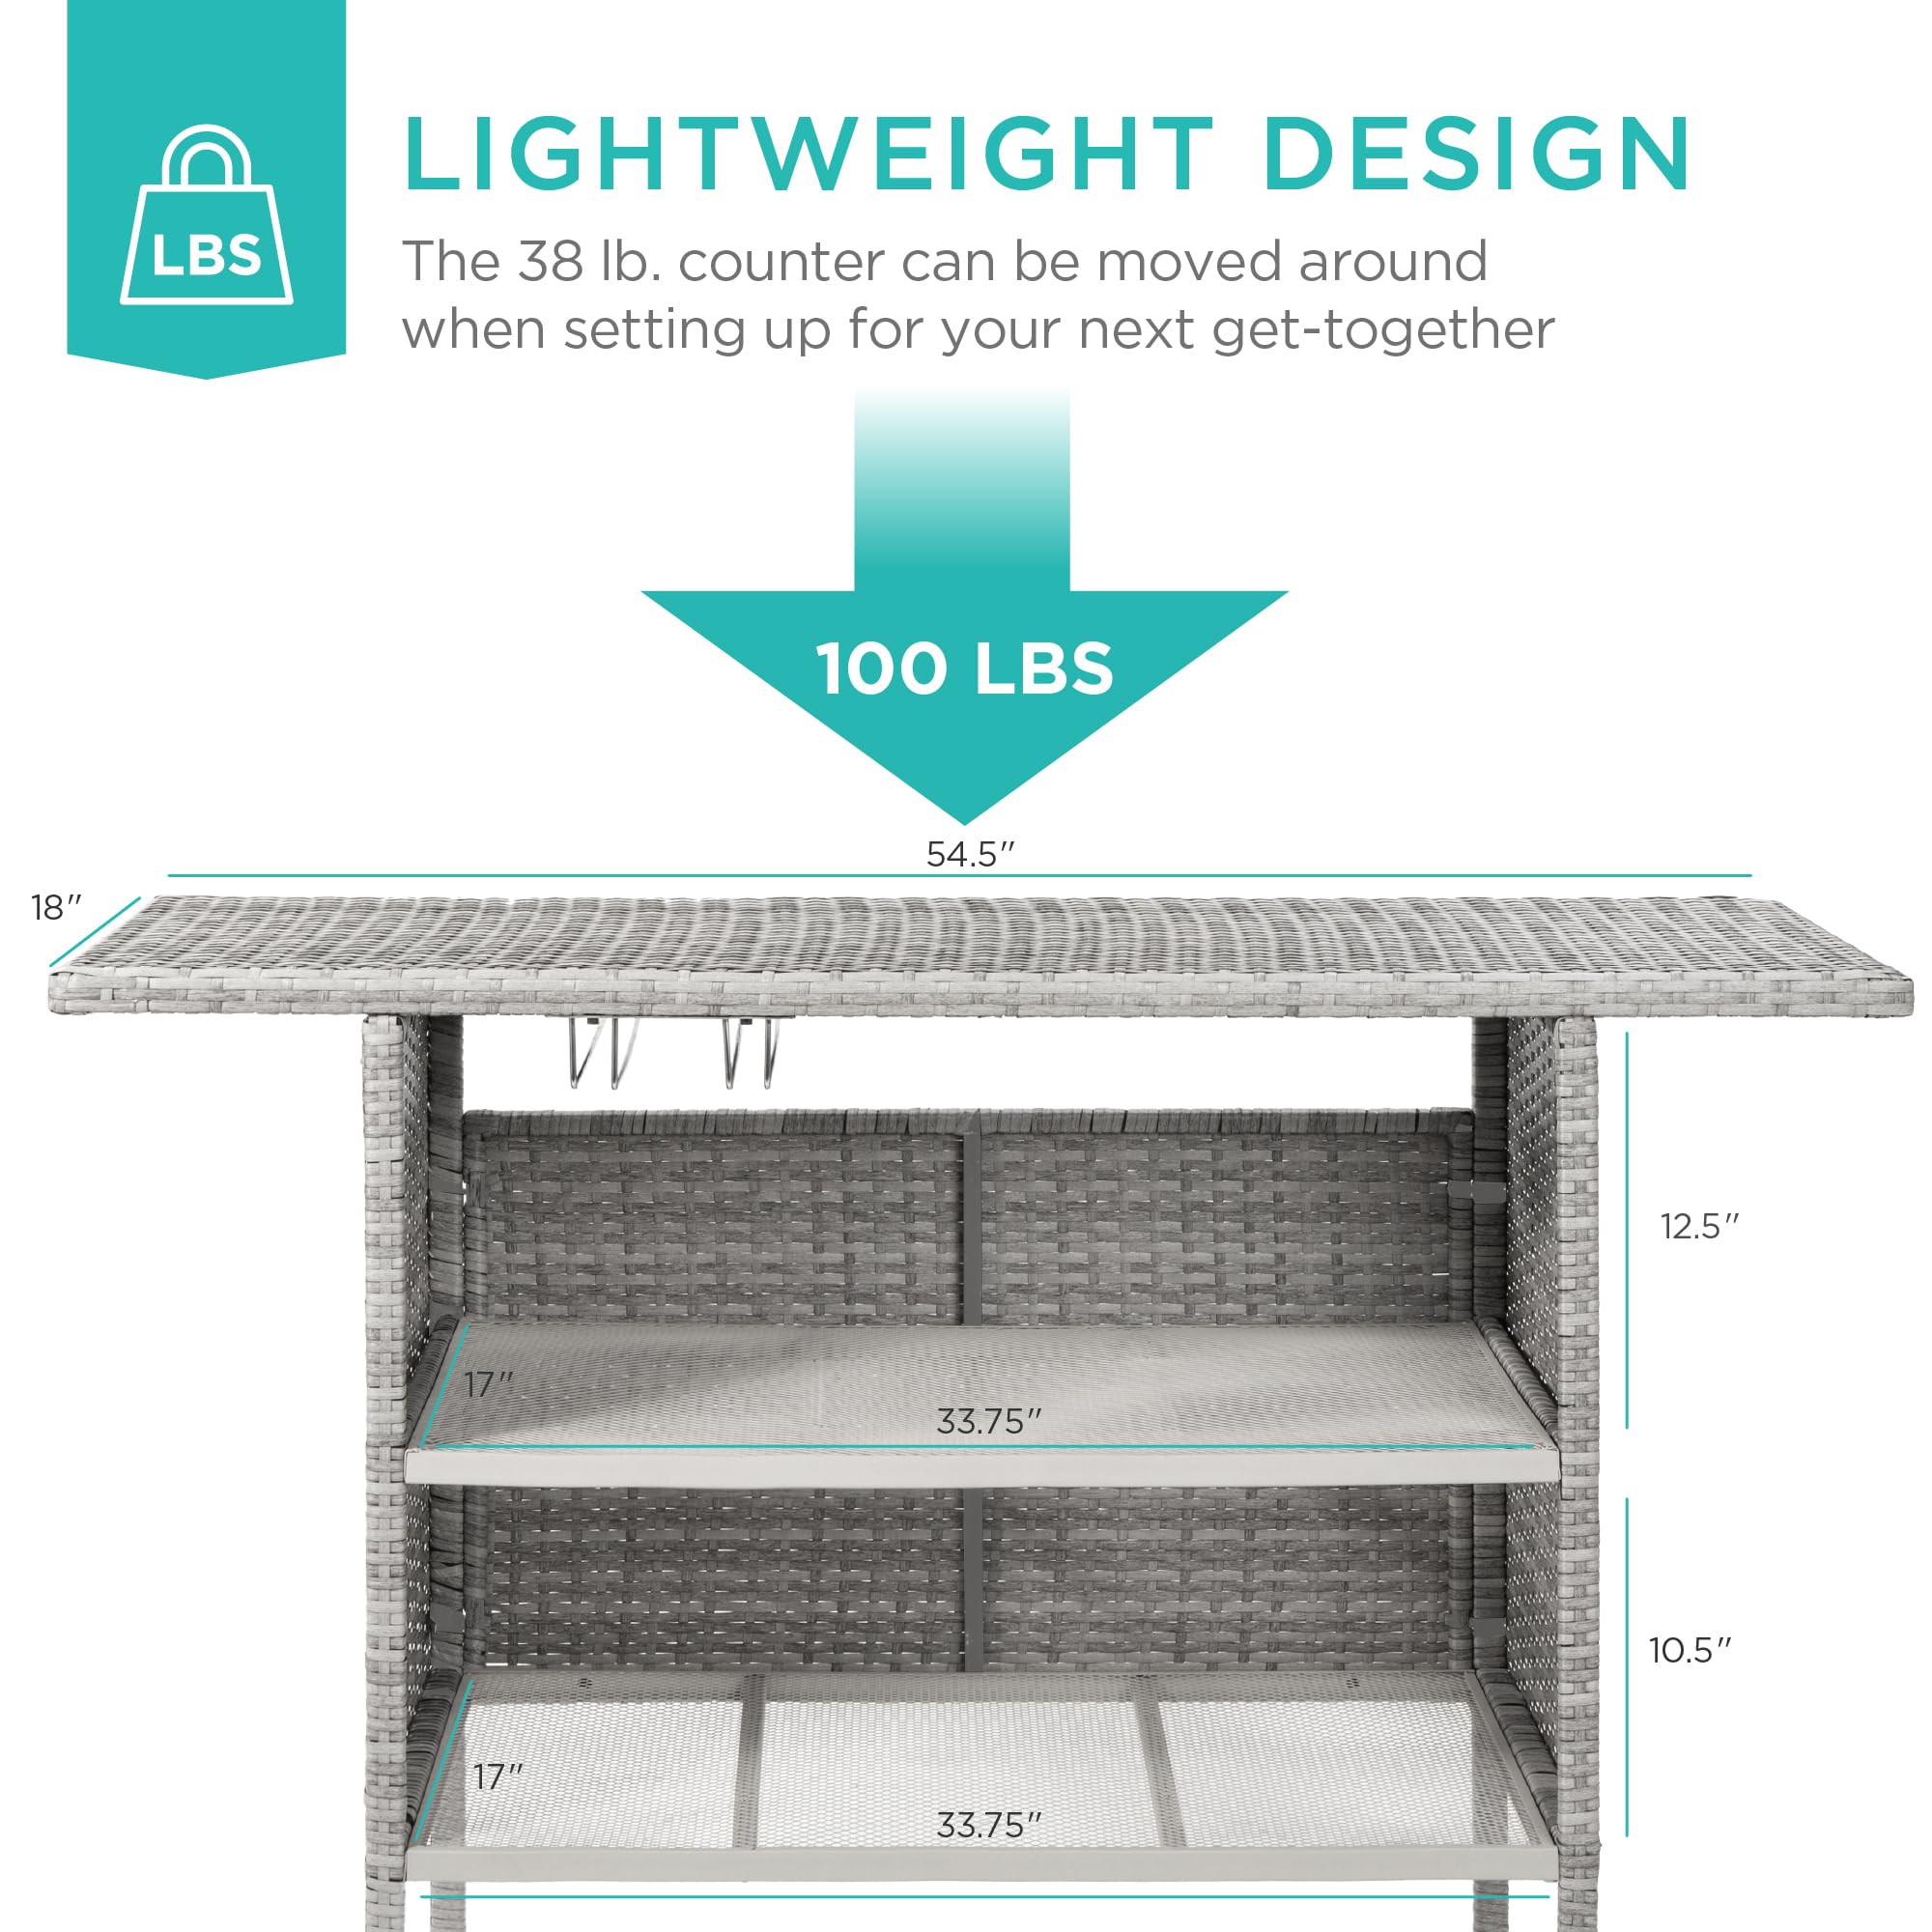 LBS
LIGHTWEIGHT DESIGN
The 38 lb. counter can be moved around
when setting up for your next get-together
100 LBS
54.5"
18"
12.5"
17"
33.75"
10.5"
17"
33.75"